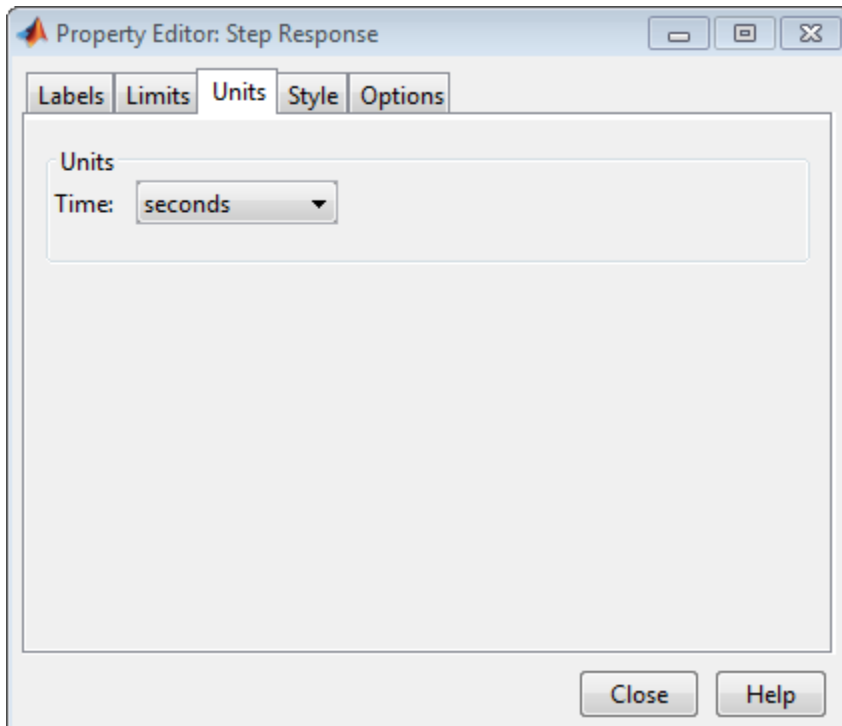 Property Editor: Step Response
Labels Limits Units Style Options
Units
Time: seconds
Close Help